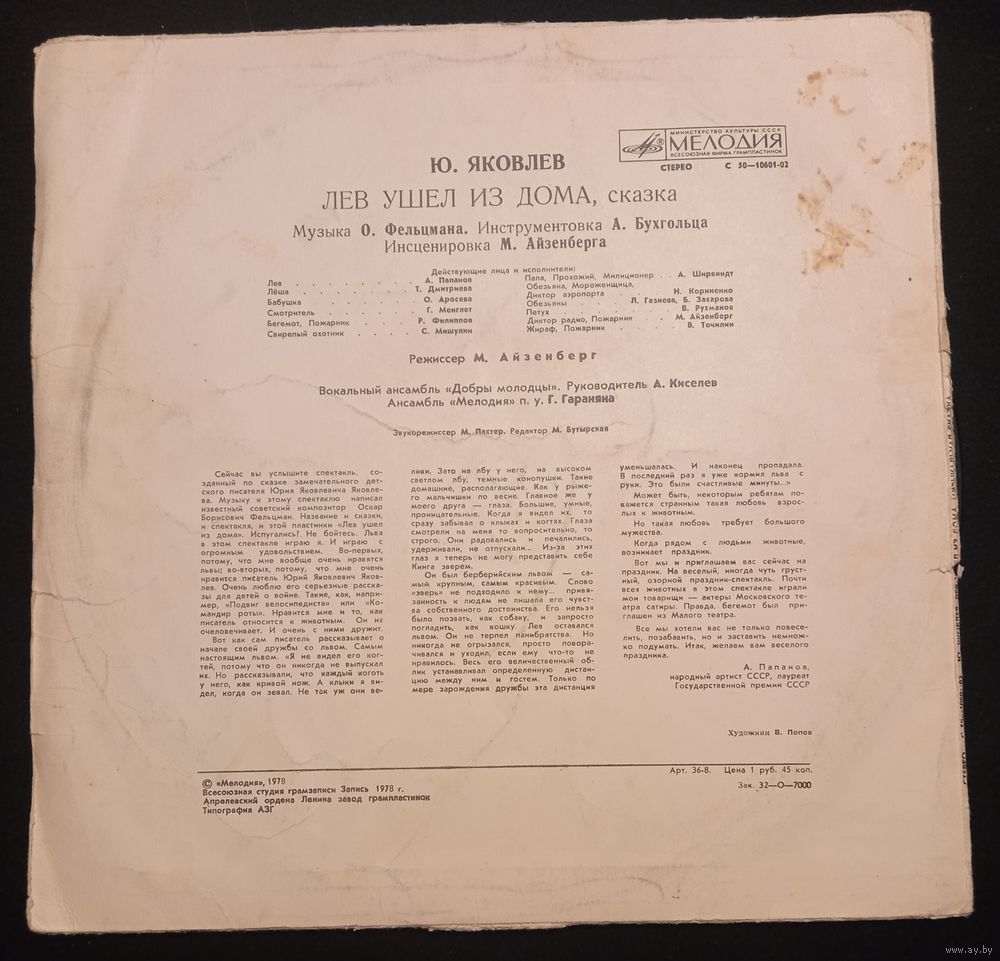 МИНИСТЕРСТВО КУЛЬТУРЫ СССР
МЕЛОДИЯ
ВСЕСОЮЗНАЯ ФИРМА ГРАМПЛАСТИНОК
СТЕРЕО С 50—10601-02
Ю. ЯКОВЛЕВ
ЛЕВ УШЕЛ ИЗ ДОМА, сказка
Музыка О. Фельцмана. Инструментовка А. Бухгольца
Инсценировка М. Айзенберга
Действующие лица и исполнители:
Лев . . . . . . . . . А. Папанов
Лёша . . . . . . . . Т. Дмитриева
Бабушка . . . . . . . О. Аросева
Смотритель . . . . . . Г. Менглет
Бегемот, Пожарник . . . . Р. Филиппов
Свирепый охотник . . . . С. Мишулин
Папа, Прохожий, Милиционер . . А. Ширвиндт
Обезьяна, Мороженщица,
Диктор аэропорта . . . . Н. Корниенко
Обезьяны . . . . Л. Газиева, Б. Захарова
Петух . . . . . . . . В. Рухманов
Диктор радио, Пожарник . . . М. Айзенберг
Жираф, Пожарник . . . . . В. Точилин
Режиссер М. Айзенберг
Вокальный ансамбль «Добры молодцы». Руководитель А. Киселев
Ансамбль «Мелодия» п. у. Г. Гараняна
Звукорежиссер М. Пахтер. Редактор М. Бутырская
Сейчас вы услышите спектакль, со-
зданный по сказке замечательного дет-
ского писателя Юрия Яковлевича Яковле-
ва. Музыку к этому спектаклю написал
известный советский композитор Оскар
Борисович Фельцман. Название и сказки,
и спектакля, и этой пластинки «Лев ушел
из дома». Испугались? Не бойтесь. Льва
в этом спектакле играю я. И играю с
огромным удовольствием. Во-первых,
потому, что мне вообще очень нравятся
львы; во-вторых, потому, что мне очень
нравится писатель Юрий Яковлевич Яков-
лев. Очень люблю его серьезные расска-
зы для детей о войне. Такие, как, напри-
мер, «Подвиг велосипедиста» или «Ко-
мандир роты». Нравится мне и то, как
писатель относится к животным. Он их
очеловечивает. И очень с ними дружит.
Вот как сам писатель рассказывает о
начале своей дружбы со львом. Самым
настоящим львом. «Я не видел его ког-
тей, потому что он никогда не выпускал
их. Но рассказывали, что каждый коготь
у него, как кривой нож. А клыки я ви-
дел, когда он зевал. Не так уж они ве-
лики. Зато на лбу у него, на высоком
светлом лбу, темные конопушки. Такие
домашние, располагающие. Как у рыже-
го мальчишки по весне. Главное же у
моего друга — глаза. Большие, умные,
проницательные. Когда я видел их, то
сразу забывал о клыках и когтях. Глаза
смотрели на меня то вопросительно, то
строго. Они радовались и печалились,
удерживали, не отпускали... Из-за этих
глаз я теперь не могу представить себе
Кинга зверем.
Он был берберийским львом — са-
мым крупным, самым красивым. Слово
«зверь» не подходило к нему... привя-
занность к людям не лишала его чувст-
ва собственного достоинства. Его нельзя
было позвать, как собаку, и запросто
погладить, как кошку. Лев оставался
львом. Он не терпел панибратства. Но
никогда не огрызался, просто повора-
чивался и уходил, если ему что-то не
нравилось. Весь его величественный об-
лик устанавливал определенную дистан-
цию между ним и гостем. Только по
мере зарождения дружбы эта дистанция
уменьшалась. И наконец пропадала.
В последний раз я уже кормил льва с
руки. Это были счастливые минуты...»
Может быть, некоторым ребятам по-
кажется странным такая любовь взрос-
лых к животным.
Но такая любовь требует большого
мужества.
Когда рядом с людьми животные,
возникает праздник.
Вот мы и приглашаем вас сейчас на
праздник. На веселый, иногда чуть груст-
ный, озорной праздник-спектакль. Почти
всех животных в этом спектакле играли
мои товарищи — актеры Московского те-
атра сатиры. Правда, бегемот был при-
глашен из Малого театра.
Все мы хотели вас не только повесе-
лить, позабавить, но и заставить немнож-
ко подумать. Итак, желаем вам веселого
праздника.
А. Папанов,
народный артист СССР, лауреат
Государственной премии СССР
Художник В. Попов
© «Мелодия», 1978
Всесоюзная студия грамзаписи Запись 1978 г.
Апрелевский ордена Ленина завод грампластинок
Типография АЗГ
Арт. 36-8. Цена 1 руб. 45 коп.
Зак. 32—О—7000
www.ay.by